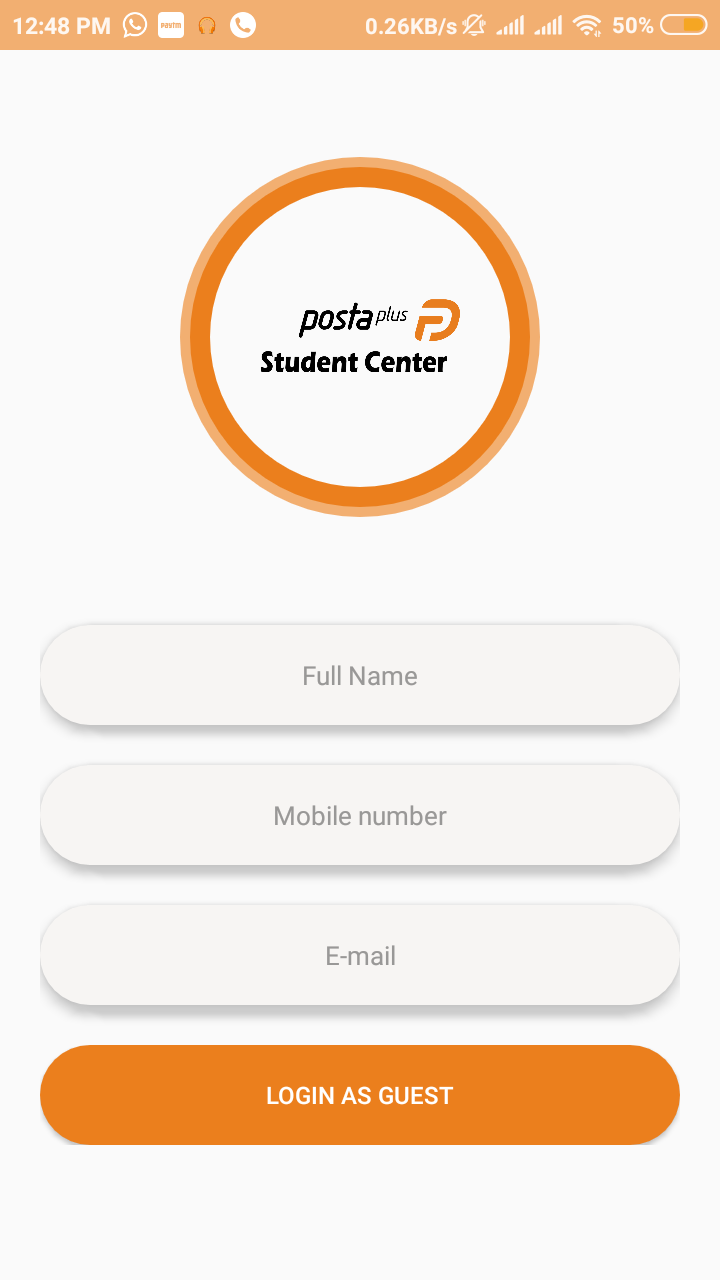 12:48 PM PAYTM 0.26KB/s 50%
posta plus
Student Center
Full Name
Mobile number
E-mail
LOGIN AS GUEST